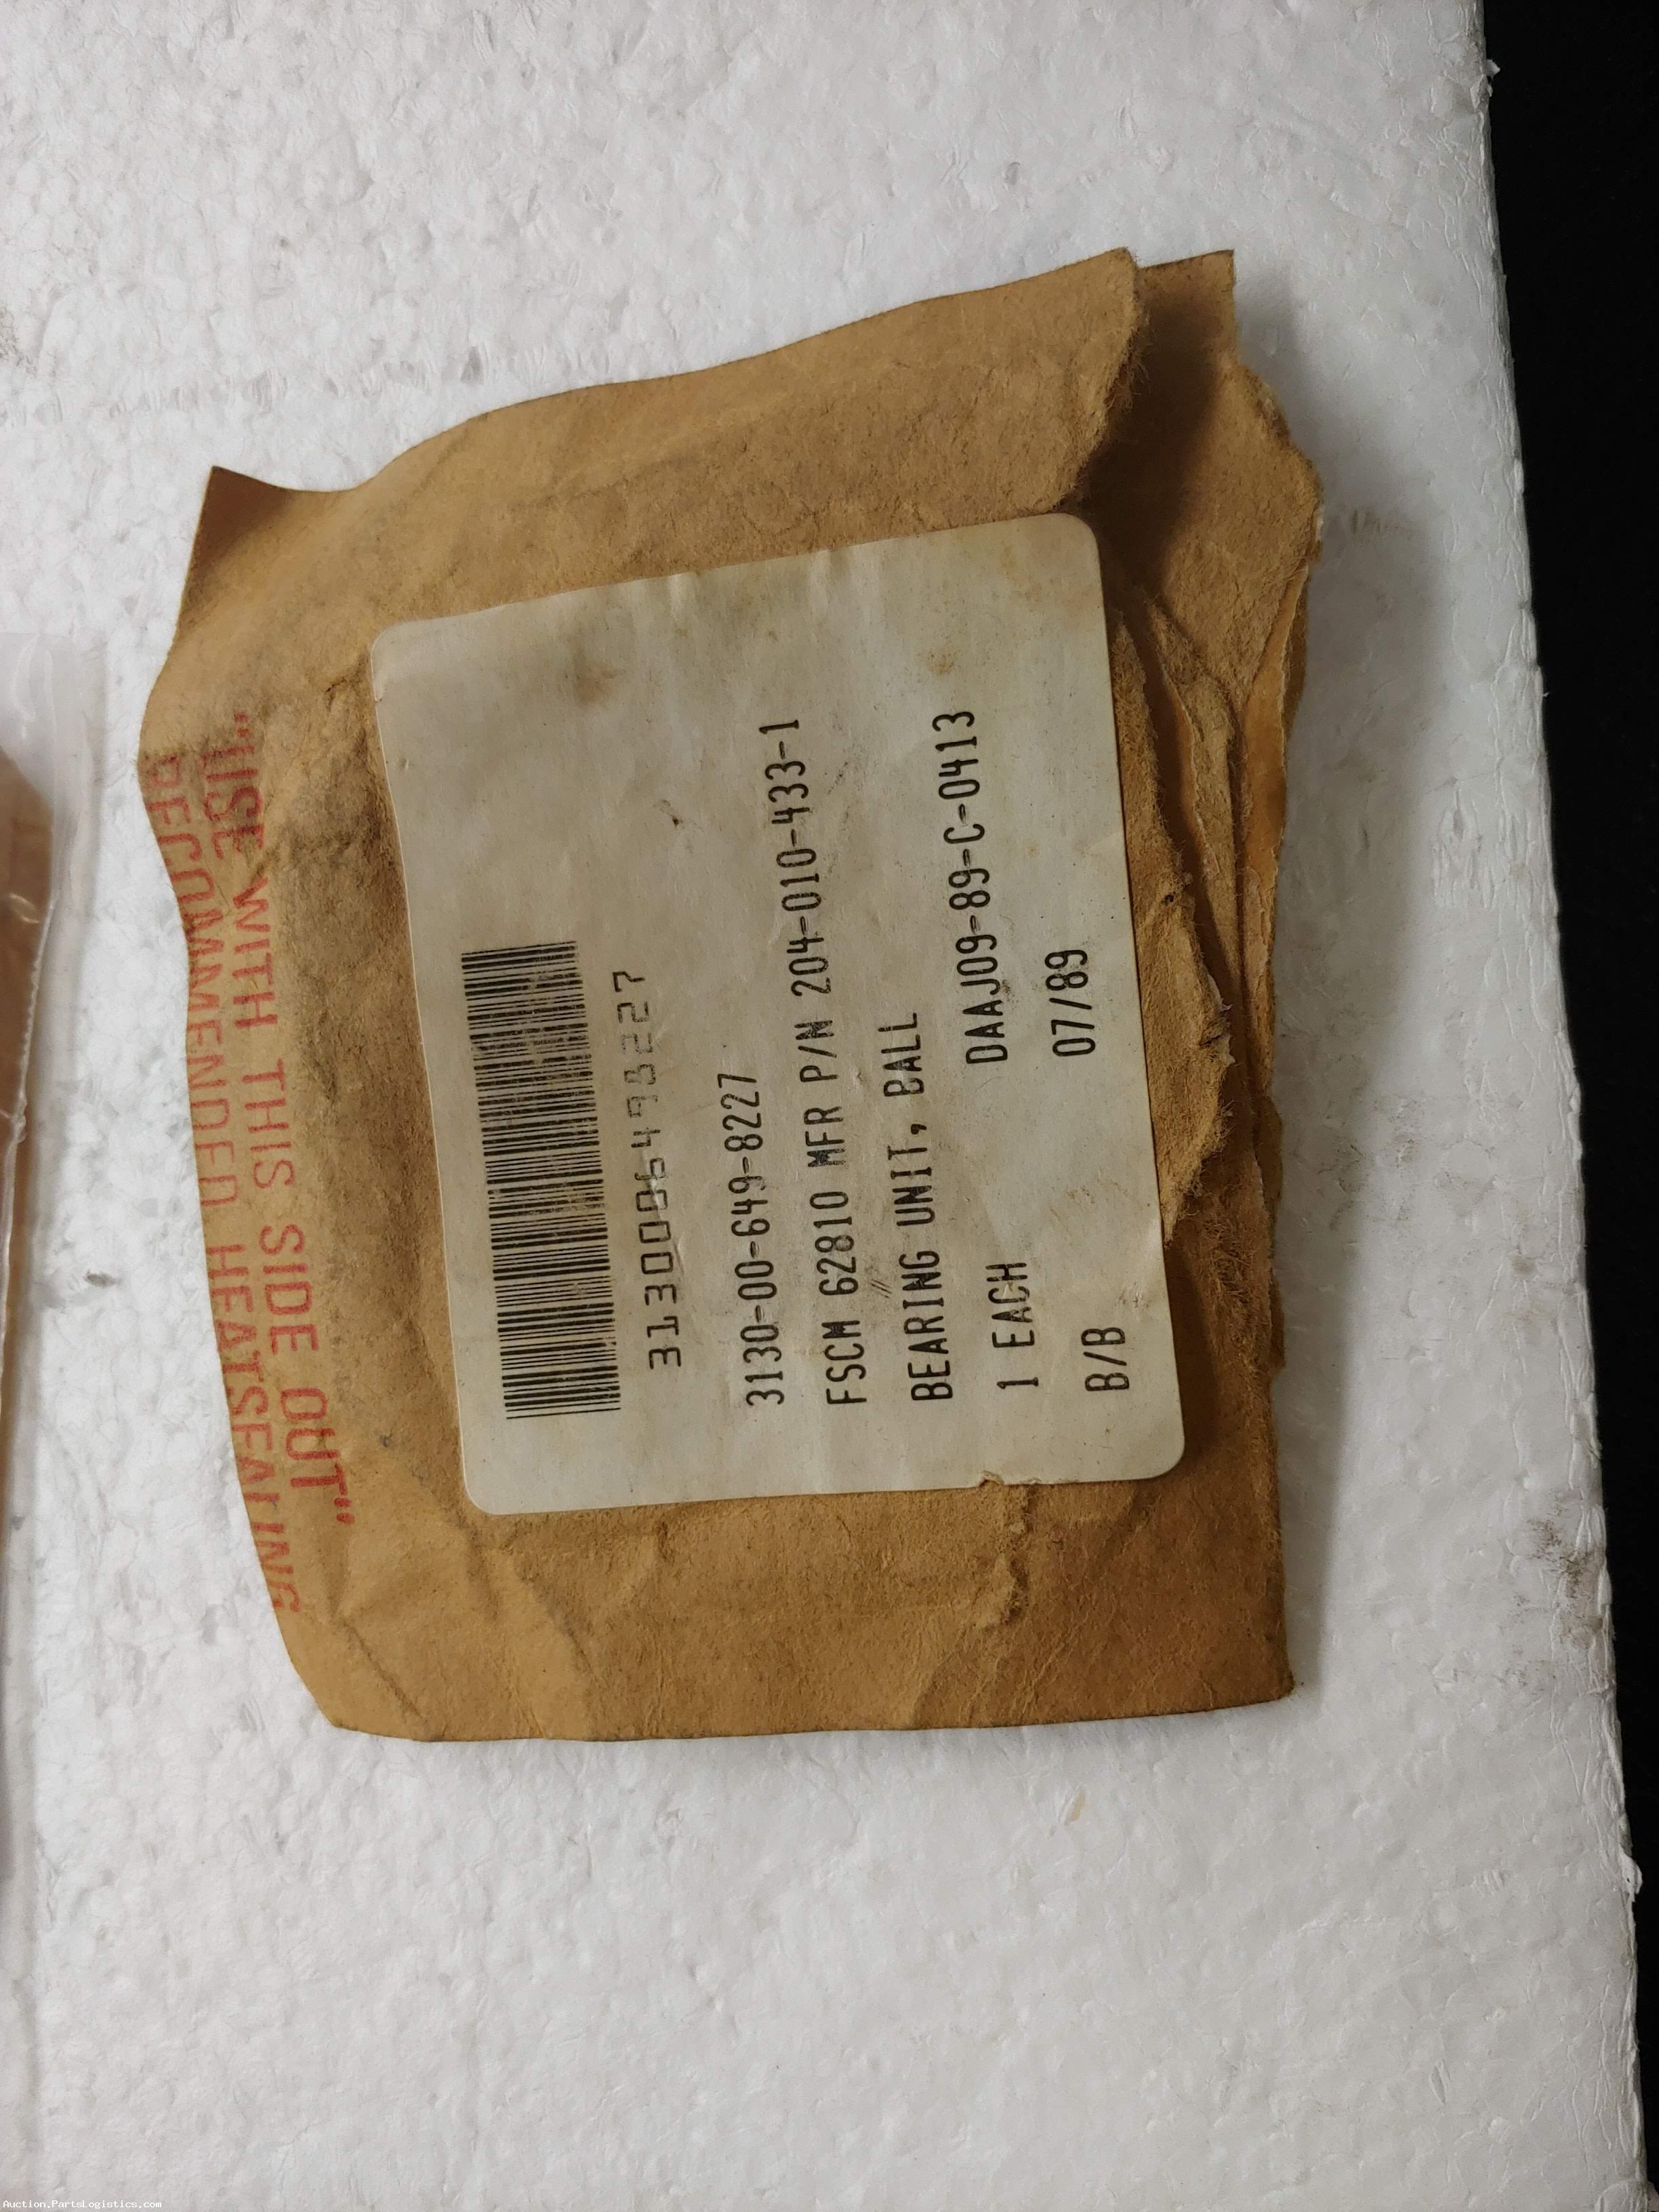 "USE WITH THIS SIDE OUT"
RECOMMENDED HEATSEALING
3130006498227
3130-00-649-8227
FSCM 62810 MFR P/N 204-010-433-1
BEARING UNIT, BALL
1 EACH DAAJ09-89-C-0413
B/B 07/89
Auction.PartsLogistics.com